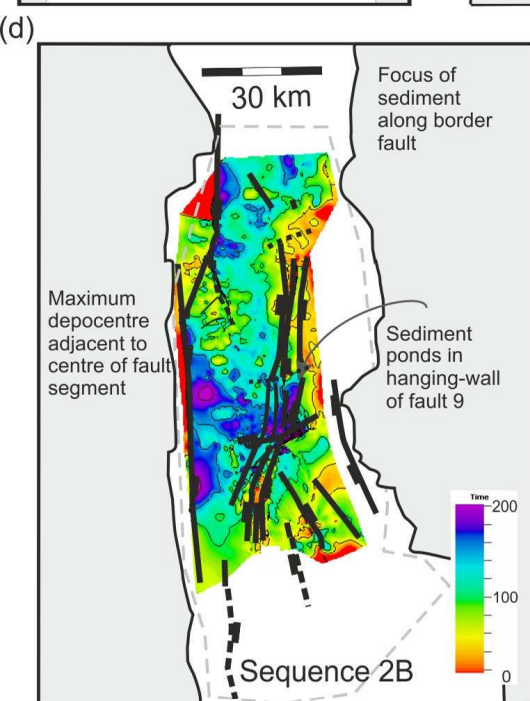 (d)
30 km
Focus of
sediment
along border
fault
Maximum
depocentre
adjacent to
centre of fault
segment
Sediment
ponds in
hanging-wall
of fault 9
Time
200
100
0
Sequence 2B